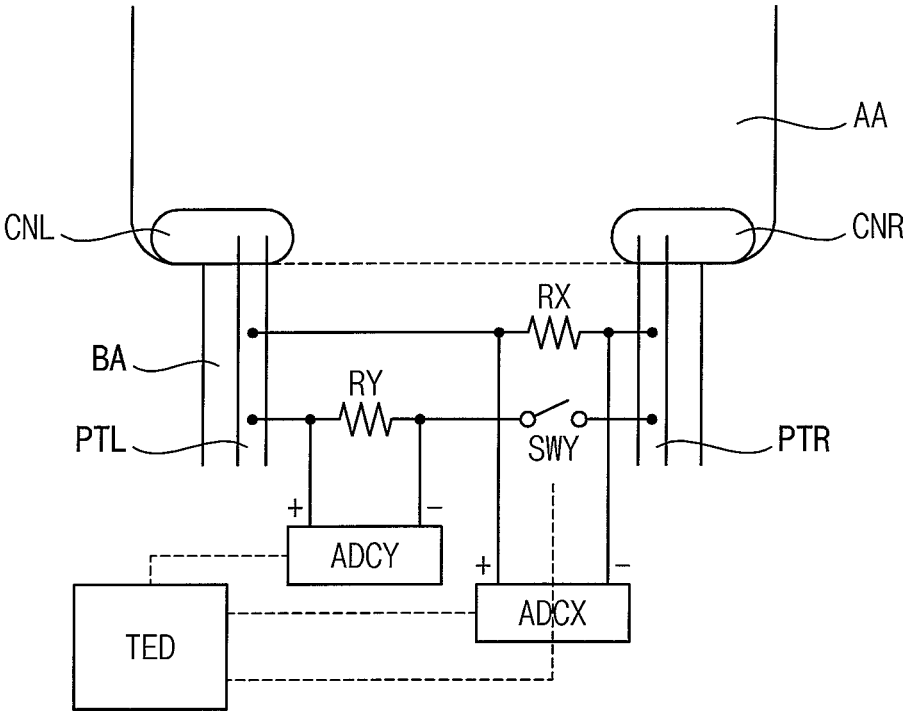 AA
CNL
CNR
RX
BA
RY
PTL
SWY
PTR
+ −
ADCY
+ −
ADCX
TED